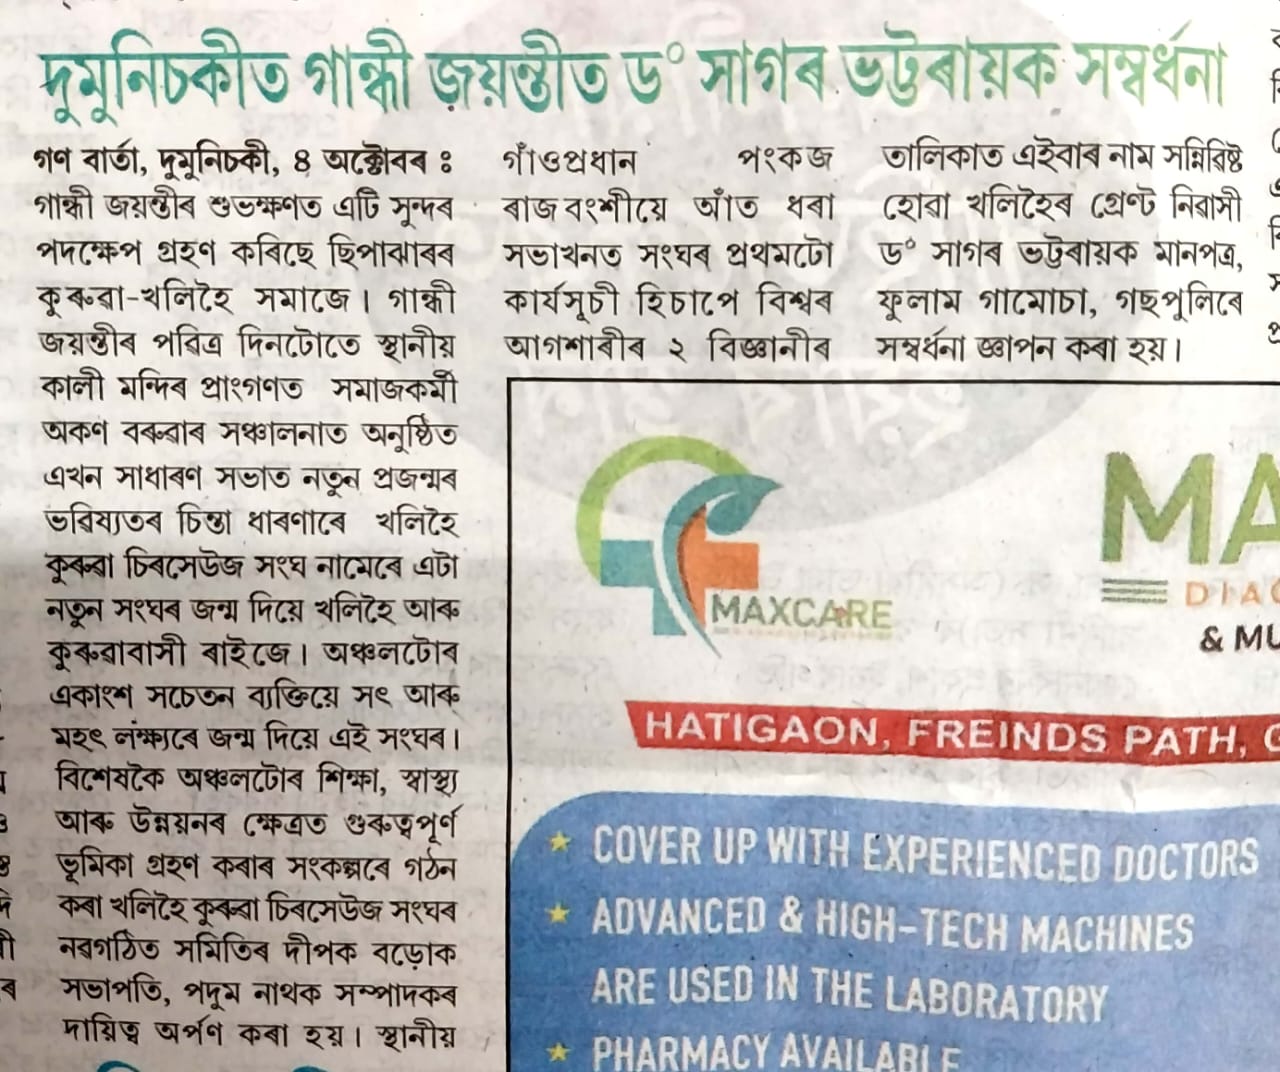 দুমুনিচকীত গান্ধী জয়ন্তীত ড° সাগৰ ভট্টৰায়ক সম্বৰ্ধনা
গণ বাৰ্তা, দুমুনিচকী, ৪ অক্টোবৰ ঃ
গান্ধী জয়ন্তীৰ শুভক্ষণত এটি সুন্দৰ
পদক্ষেপ গ্ৰহণ কৰিছে ছিপাঝাৰৰ
কুৰুৱা-খলিহৈ সমাজে। গান্ধী
জয়ন্তীৰ পবিত্ৰ দিনটোতে স্থানীয়
কালী মন্দিৰ প্ৰাংগণত সমাজকৰ্মী
অকণ বৰুৱাৰ সঞ্চালনাত অনুষ্ঠিত
এখন সাধাৰণ সভাত নতুন প্ৰজন্মৰ
ভৱিষ্যতৰ চিন্তা ধাৰণাৰে খলিহৈ
কুৰুৱা চিৰসেউজ সংঘ নামেৰে এটা
নতুন সংঘৰ জন্ম দিয়ে খলিহৈ আৰু
কুৰুৱাবাসী ৰাইজে। অঞ্চলটোৰ
একাংশ সচেতন ব্যক্তিয়ে সৎ আৰু
মহৎ লক্ষ্যৰে জন্ম দিয়ে এই সংঘৰ।
বিশেষকৈ অঞ্চলটোৰ শিক্ষা, স্বাস্থ্য
আৰু উন্নয়নৰ ক্ষেত্ৰত গুৰুত্বপূৰ্ণ
ভূমিকা গ্ৰহণ কৰাৰ সংকল্পৰে গঠন
কৰা খলিহৈ কুৰুৱা চিৰসেউজ সংঘৰ
নৱগঠিত সমিতিৰ দীপক বড়োক
সভাপতি, পদুম নাথক সম্পাদকৰ
দায়িত্ব অৰ্পণ কৰা হয়। স্থানীয়
গাঁওপ্ৰধান পংকজ
ৰাজবংশীয়ে আঁত ধৰা
সভাখনত সংঘৰ প্ৰথমটো
কাৰ্যসূচী হিচাপে বিশ্বৰ
আগশাৰীৰ ২ বিজ্ঞানীৰ
তালিকাত এইবাৰ নাম সন্নিৱিষ্ট
হোৱা খলিহৈৰ গ্ৰেণ্ট নিৱাসী
ড° সাগৰ ভট্টৰায়ক মানপত্ৰ,
ফুলাম গামোচা, গছপুলিৰে
সম্বৰ্ধনা জ্ঞাপন কৰা হয়।
MAXCARE
MA
DIAG
& MU
HATIGAON, FREINDS PATH, G
COVER UP WITH EXPERIENCED DOCTORS
ADVANCED & HIGH-TECH MACHINES
ARE USED IN THE LABORATORY
PHARMACY AVAILABLE